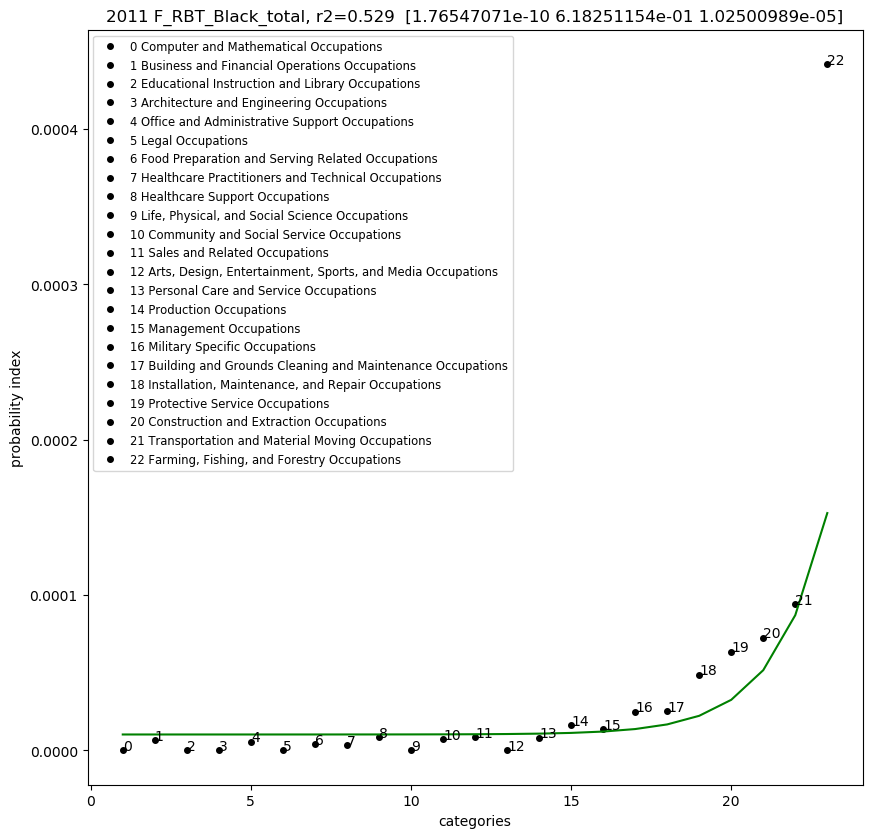 2011 F_RBT_Black_total, r2=0.529 [1.76547071e-10 6.18251154e-01 1.02500989e-05]
0 Computer and Mathematical Occupations
1 Business and Financial Operations Occupations
2 Educational Instruction and Library Occupations
3 Architecture and Engineering Occupations
4 Office and Administrative Support Occupations
5 Legal Occupations
6 Food Preparation and Serving Related Occupations
7 Healthcare Practitioners and Technical Occupations
8 Healthcare Support Occupations
9 Life, Physical, and Social Science Occupations
10 Community and Social Service Occupations
11 Sales and Related Occupations
12 Arts, Design, Entertainment, Sports, and Media Occupations
13 Personal Care and Service Occupations
14 Production Occupations
15 Management Occupations
16 Military Specific Occupations
17 Building and Grounds Cleaning and Maintenance Occupations
18 Installation, Maintenance, and Repair Occupations
19 Protective Service Occupations
20 Construction and Extraction Occupations
21 Transportation and Material Moving Occupations
22 Farming, Fishing, and Forestry Occupations
probability index
0.0004
0.0003
0.0002
0.0001
0.0000
0
1
2
3
4
5
6
7
8
9
10
11
12
13
14
15
16
17
18
19
20
21
22
0 5 10 15 20
categories